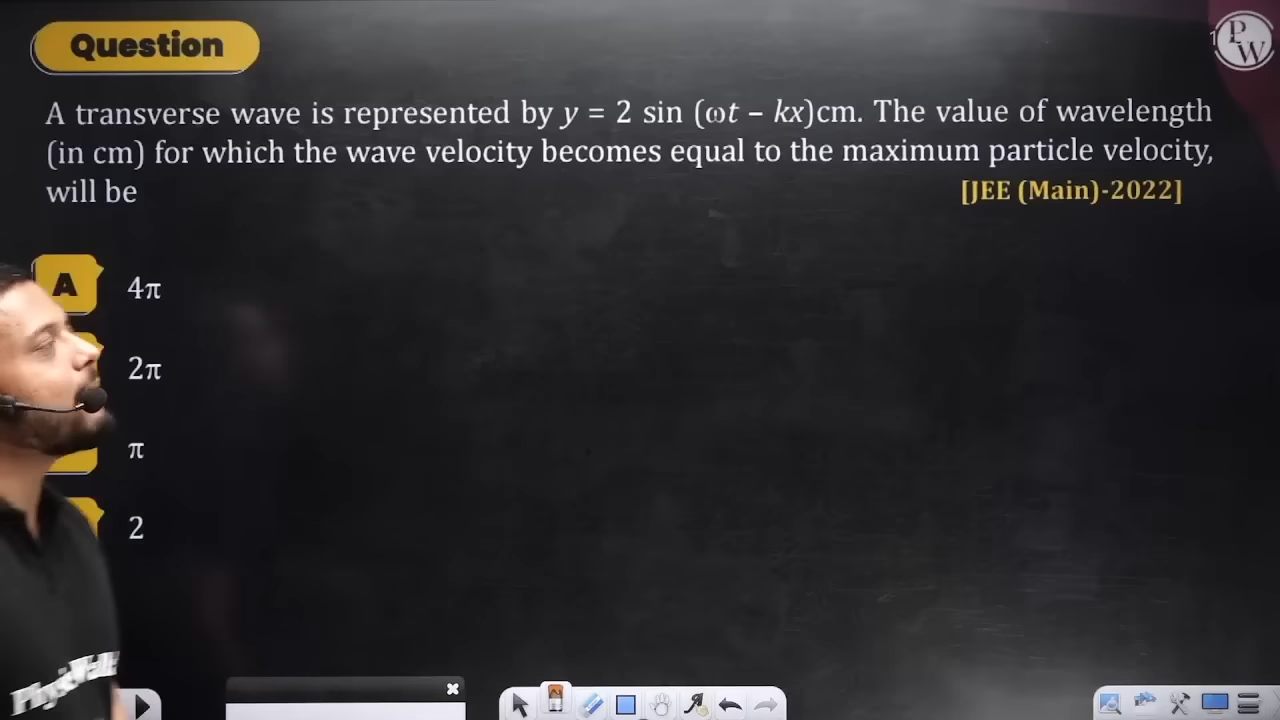 Question
P
W
A transverse wave is represented by y = 2 sin (ωt – kx)cm. The value of wavelength
(in cm) for which the wave velocity becomes equal to the maximum particle velocity,
will be
[JEE (Main)-2022]
A 4π
2π
π
2